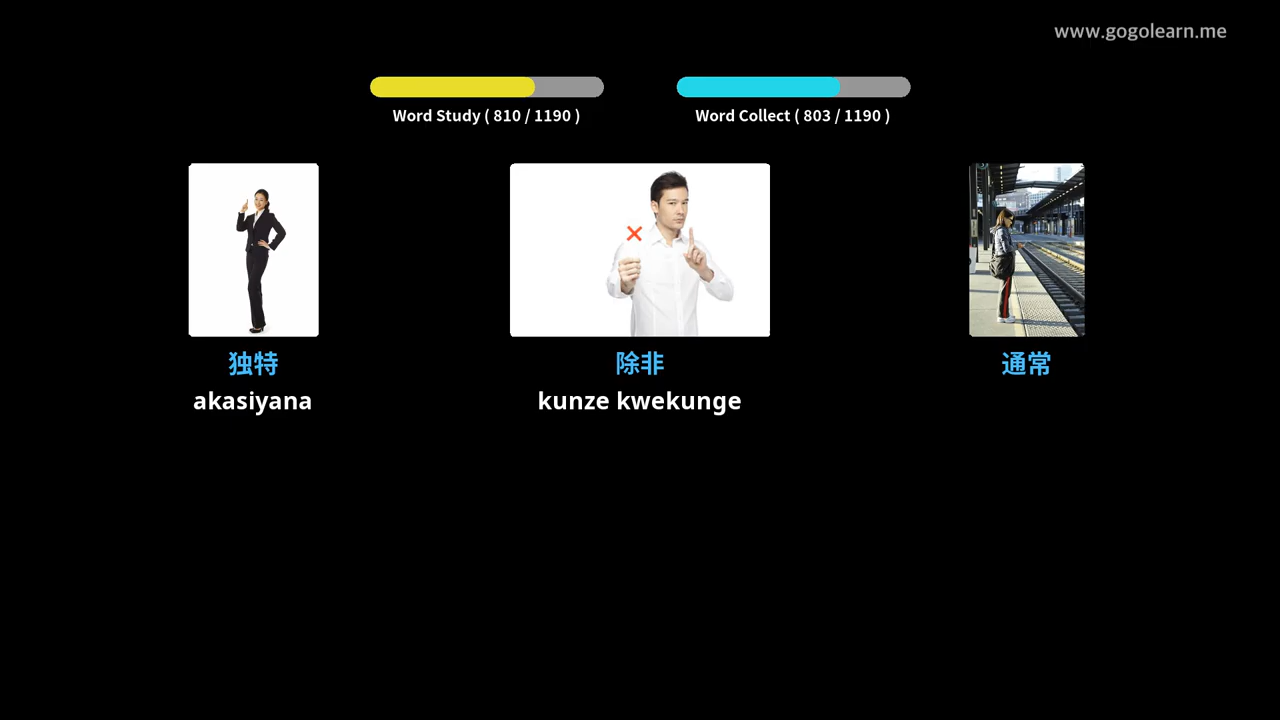 www.gogolearn.me
Word Study ( 810 / 1190 )
Word Collect ( 803 / 1190 )
独特
除非
通常
akasiyana
kunze kwekunge